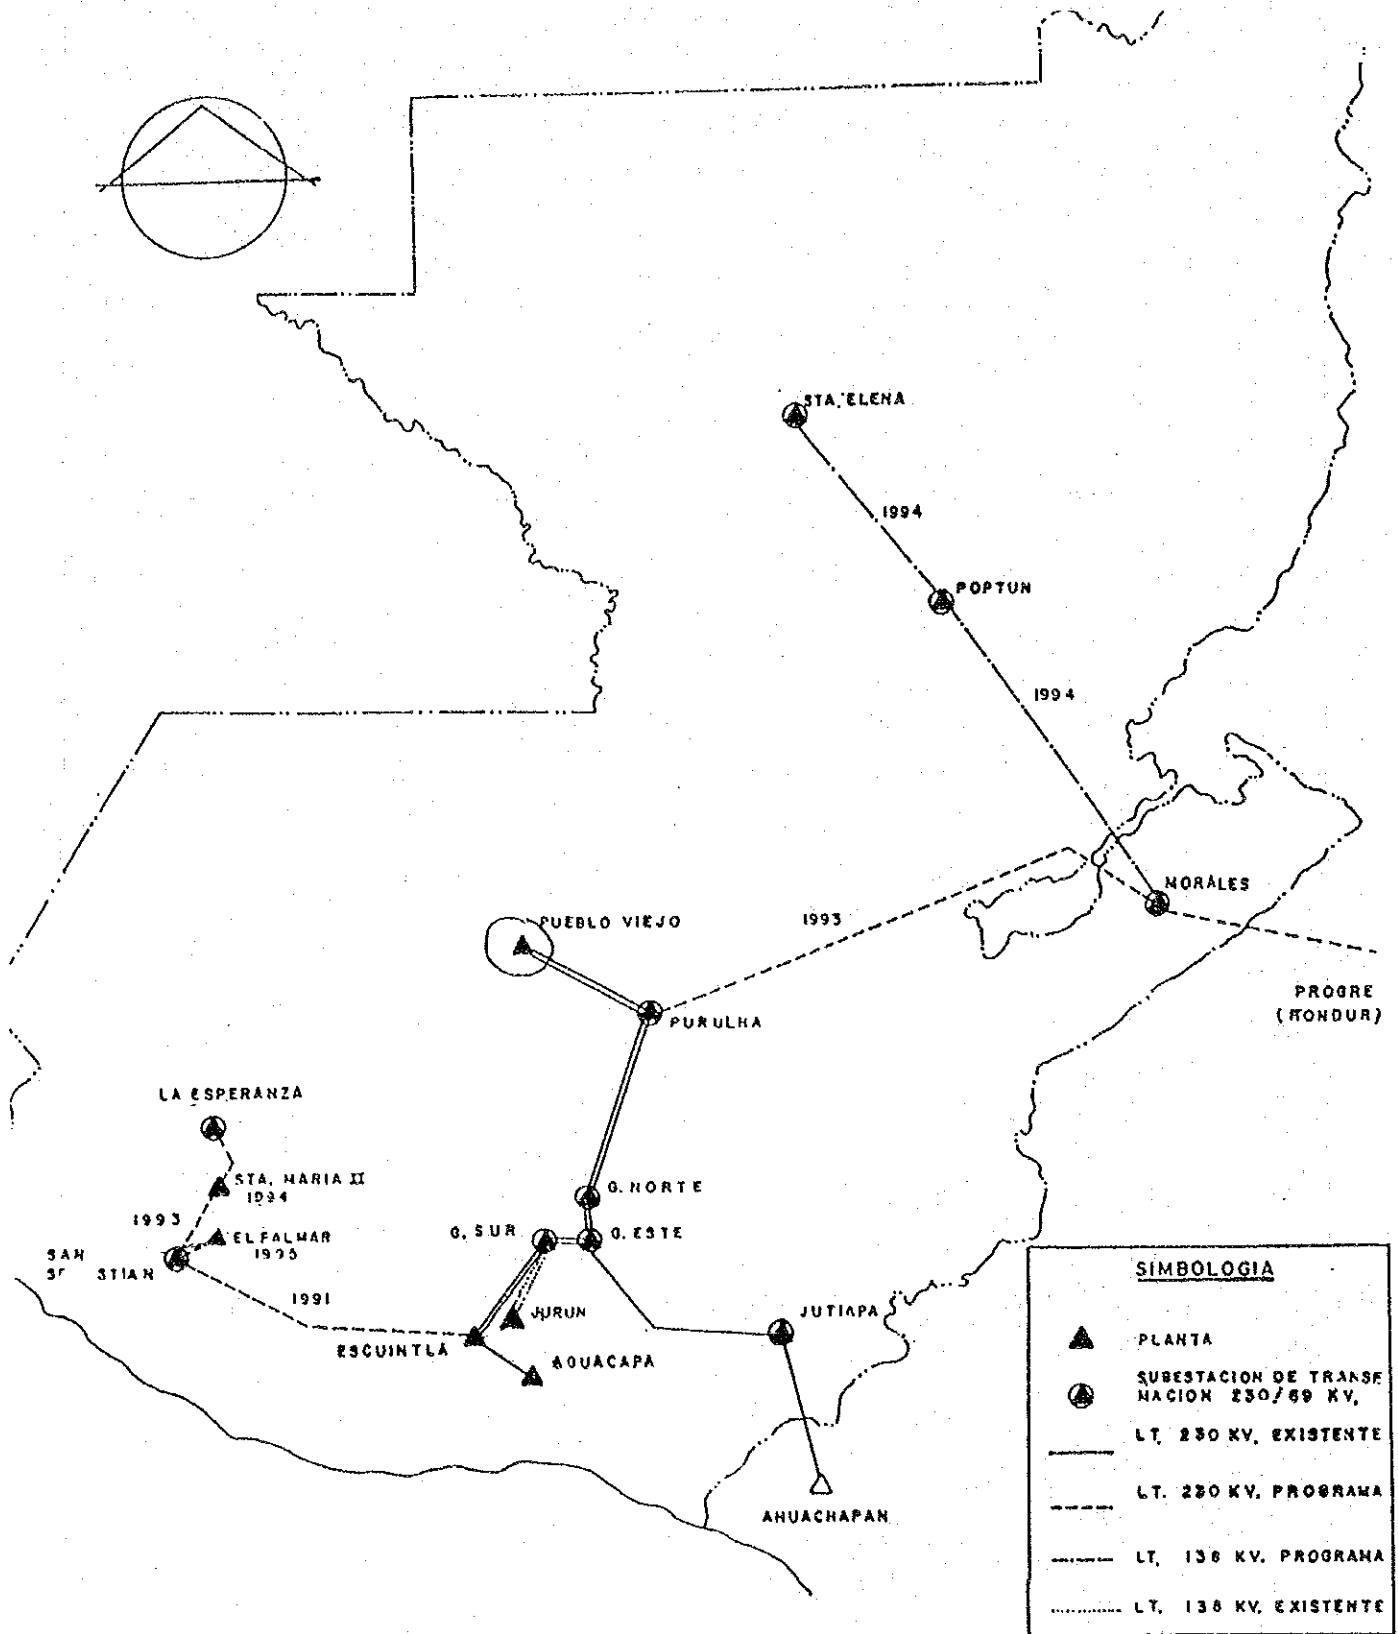 STA. ELENA
1994
POPTUN
1994
MORALES
1993
PUEBLO VIEJO
PURULHA
PROGRE
(HONDUR)
LA ESPERANZA
STA. MARIA II
1994
1993
EL PALMAR
1995
SAN
STIAN
1991
G. NORTE
G. SUR
G. ESTE
JURUN
ESCUINTLA
AGUACAPA
JUTIAPA
AHUACHAPAN
SIMBOLOGIA
PLANTA
SUBESTACION DE TRANSF
MACION 230/69 KV.
LT. 230 KV. EXISTENTE
LT. 230 KV. PROGRAMA
LT. 138 KV. PROGRAMA
LT. 138 KV. EXISTENTE